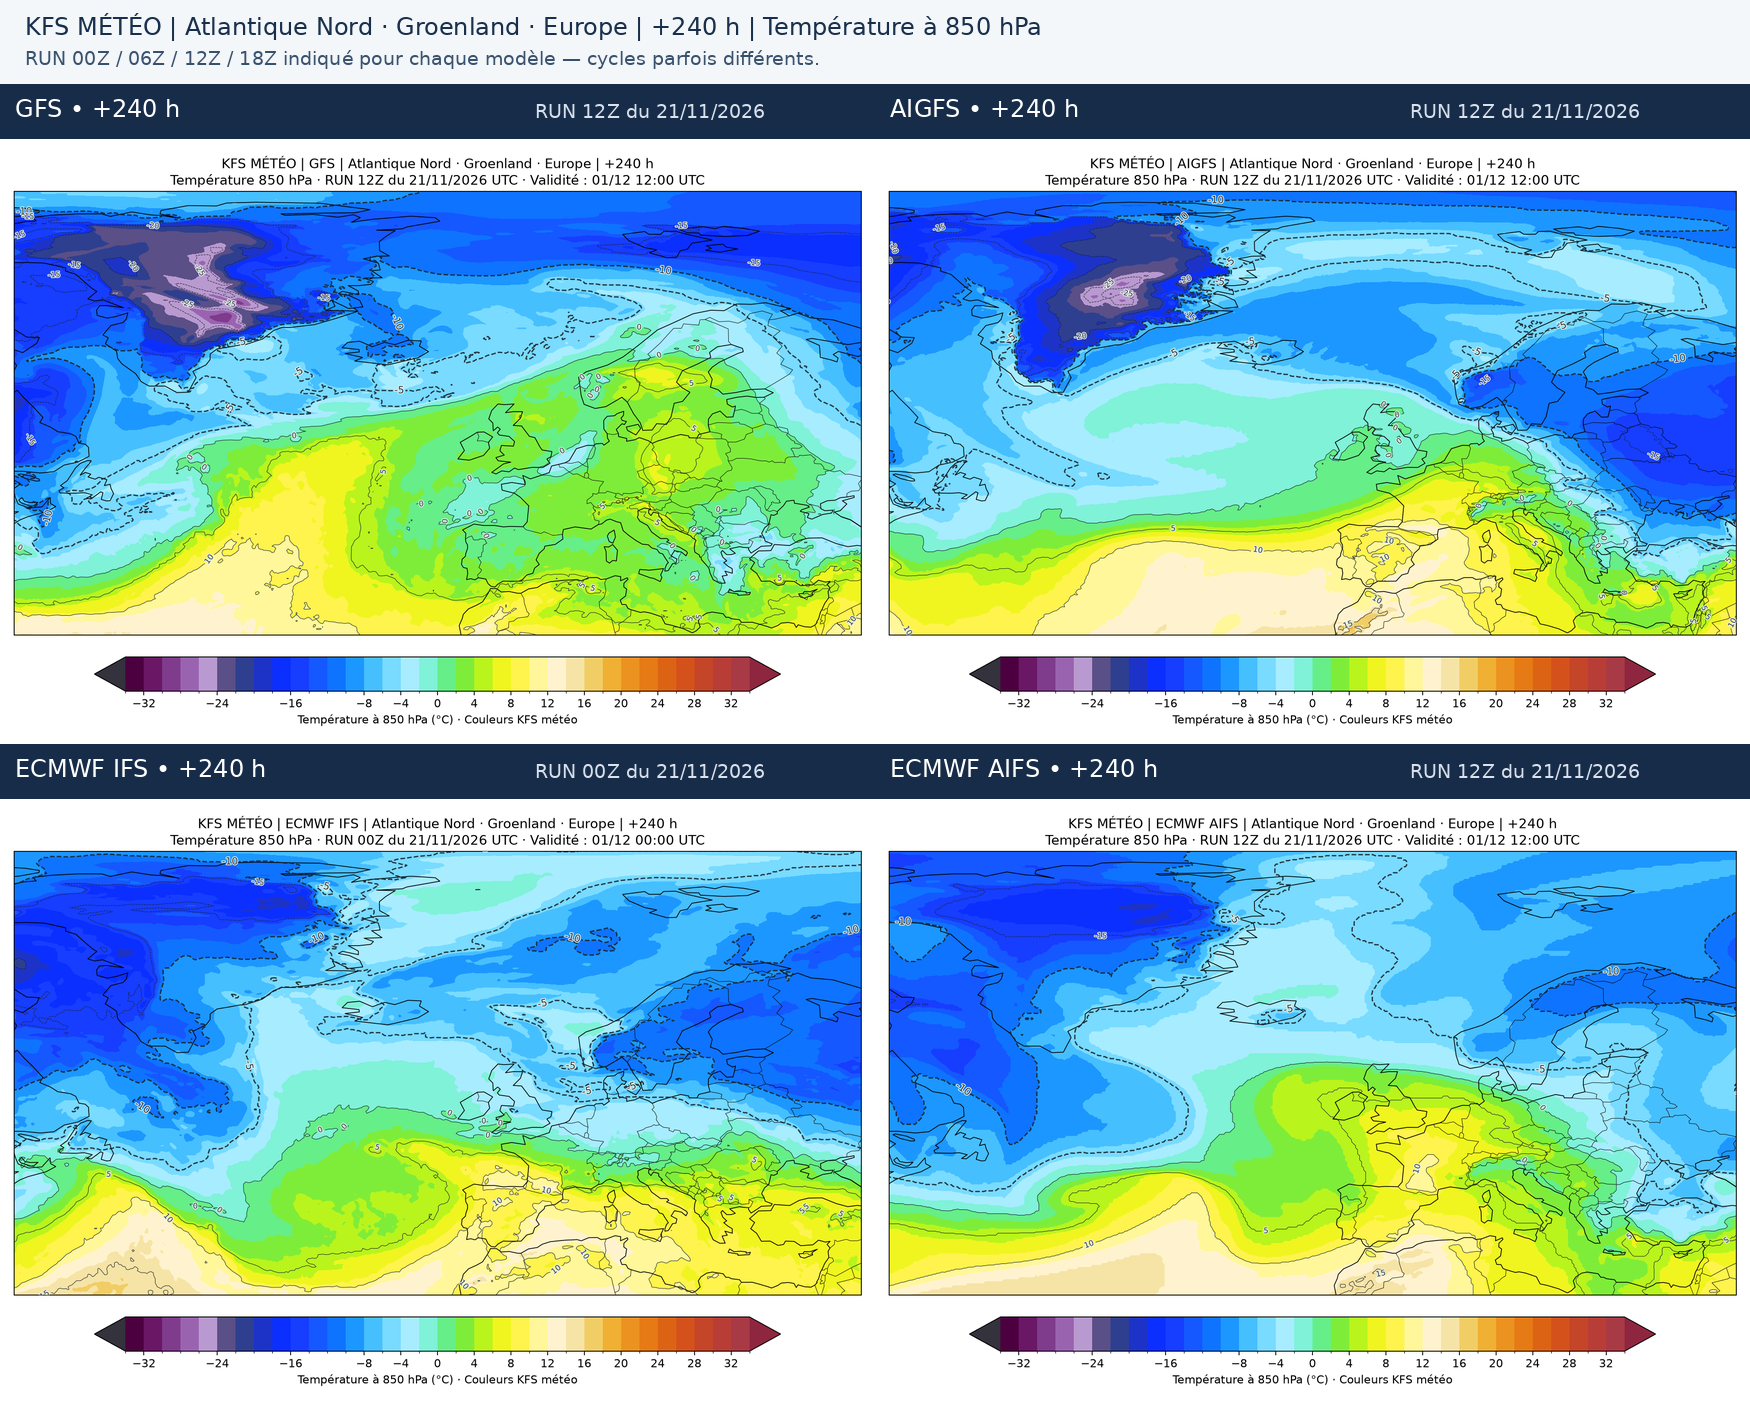 KFS MÉTÉO | Atlantique Nord · Groenland · Europe | +240 h | Température à 850 hPa
RUN 00Z / 06Z / 12Z / 18Z indiqué pour chaque modèle — cycles parfois différents.
GFS • +240 h
RUN 12Z du 21/11/2026
AIGFS • +240 h
RUN 12Z du 21/11/2026
KFS MÉTÉO | GFS | Atlantique Nord · Groenland · Europe | +240 h
Température 850 hPa · RUN 12Z du 21/11/2026 UTC · Validité : 01/12 12:00 UTC
KFS MÉTÉO | AIGFS | Atlantique Nord · Groenland · Europe | +240 h
Température 850 hPa · RUN 12Z du 21/11/2026 UTC · Validité : 01/12 12:00 UTC
−32 −24 −16 −8 −4 0 4 8 12 16 20 24 28 32
Température à 850 hPa (°C) · Couleurs KFS météo
−32 −24 −16 −8 −4 0 4 8 12 16 20 24 28 32
Température à 850 hPa (°C) · Couleurs KFS météo
ECMWF IFS • +240 h
RUN 00Z du 21/11/2026
ECMWF AIFS • +240 h
RUN 12Z du 21/11/2026
KFS MÉTÉO | ECMWF IFS | Atlantique Nord · Groenland · Europe | +240 h
Température 850 hPa · RUN 00Z du 21/11/2026 UTC · Validité : 01/12 00:00 UTC
KFS MÉTÉO | ECMWF AIFS | Atlantique Nord · Groenland · Europe | +240 h
Température 850 hPa · RUN 12Z du 21/11/2026 UTC · Validité : 01/12 12:00 UTC
−32 −24 −16 −8 −4 0 4 8 12 16 20 24 28 32
Température à 850 hPa (°C) · Couleurs KFS météo
−32 −24 −16 −8 −4 0 4 8 12 16 20 24 28 32
Température à 850 hPa (°C) · Couleurs KFS météo